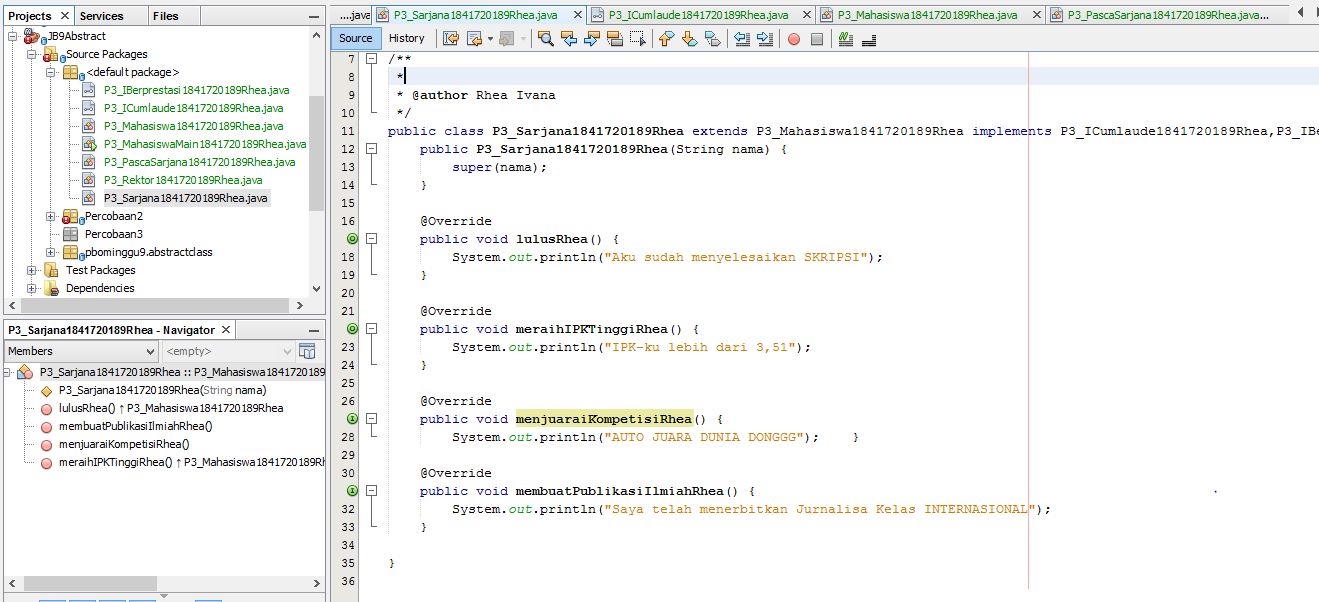 Projects
Services
Files
JB9Abstract
Source Packages
<default package>
P3_IBerprestasi1841720189Rhea.java
P3_ICumlaude1841720189Rhea.java
P3_Mahasiswa1841720189Rhea.java
P3_MahasiswaMain1841720189Rhea.java
P3_PascaSarjana1841720189Rhea.java
P3_Rektor1841720189Rhea.java
P3_Sarjana1841720189Rhea.java
Percobaan2
Percobaan3
pbominggu9.abstractclass
Test Packages
Dependencies
P3_Sarjana1841720189Rhea - Navigator
Members
<empty>
P3_Sarjana1841720189Rhea :: P3_Mahasiswa1841720189
P3_Sarjana1841720189Rhea(String nama)
lulusRhea() ↑ P3_Mahasiswa1841720189Rhea
membuatPublikasiIlmiahRhea()
menjuaraiKompetisiRhea()
meraihIPKTinggiRhea() ↑ P3_Mahasiswa1841720189Rh
....java
P3_Sarjana1841720189Rhea.java
P3_ICumlaude1841720189Rhea.java
P3_Mahasiswa1841720189Rhea.java
P3_PascaSarjana1841720189Rhea.java...
Source
History
7 /**
8 *
9 * @author Rhea Ivana
10 */
11 public class P3_Sarjana1841720189Rhea extends P3_Mahasiswa1841720189Rhea implements P3_ICumlaude1841720189Rhea,P3_IBe
12 public P3_Sarjana1841720189Rhea(String nama) {
13 super(nama);
14 }
15
16 @Override
public void lulusRhea() {
18 System.out.println("Aku sudah menyelesaikan SKRIPSI");
19 }
20
21 @Override
public void meraihIPKTinggiRhea() {
23 System.out.println("IPK-ku lebih dari 3,51");
24 }
25
26 @Override
public void menjuaraiKompetisiRhea() {
28 System.out.println("AUTO JUARA DUNIA DONGGG"); }
29
30 @Override
public void membuatPublikasiIlmiahRhea() {
32 System.out.println("Saya telah menerbitkan Jurnalisa Kelas INTERNASIONAL");
33 }
34
35 }
36